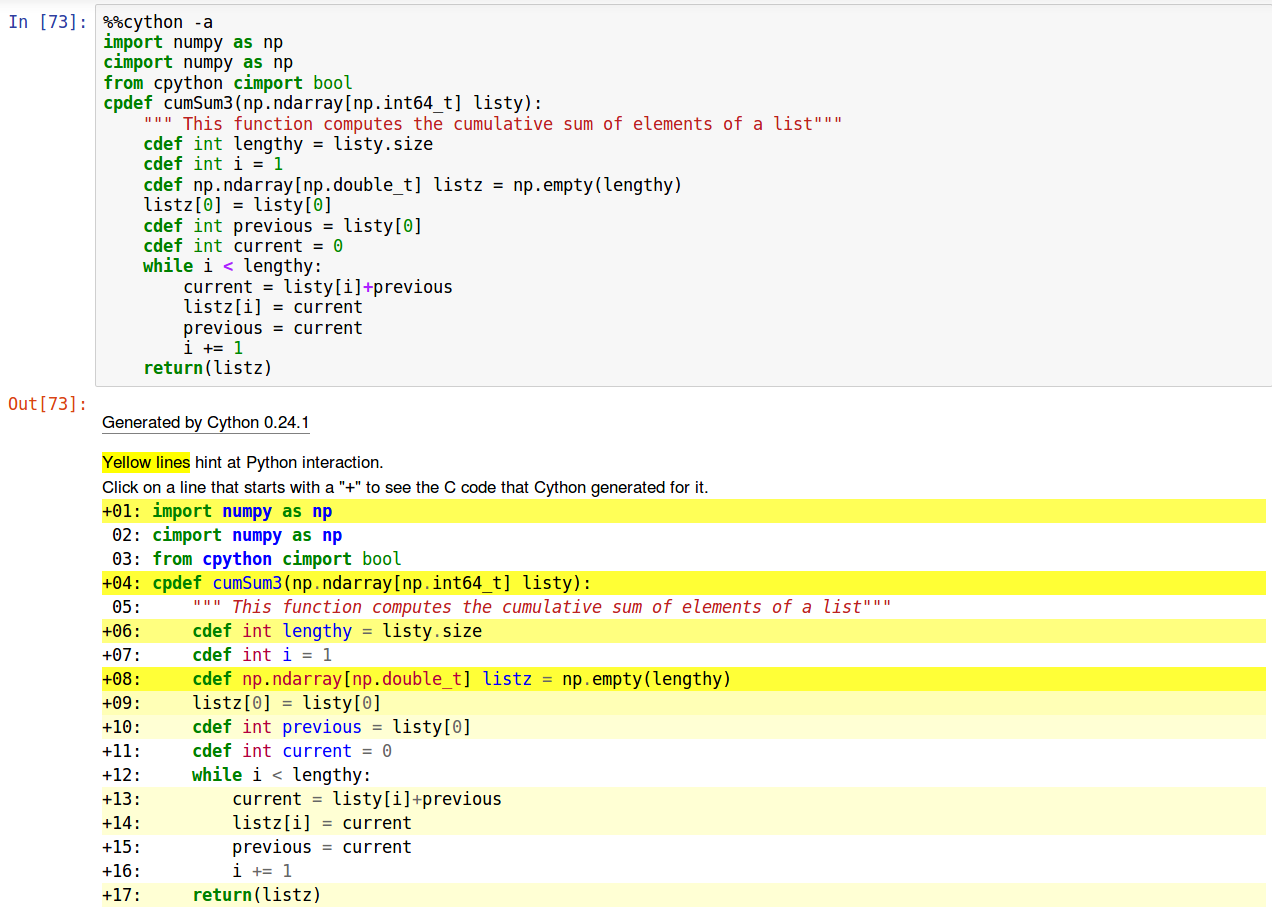 In [73]: %%cython -a
import numpy as np
cimport numpy as np
from cpython cimport bool
cpdef cumSum3(np.ndarray[np.int64_t] listy):
    """ This function computes the cumulative sum of elements of a list"""
    cdef int lengthy = listy.size
    cdef int i = 1
    cdef np.ndarray[np.double_t] listz = np.empty(lengthy)
    listz[0] = listy[0]
    cdef int previous = listy[0]
    cdef int current = 0
    while i < lengthy:
        current = listy[i]+previous
        listz[i] = current
        previous = current
        i += 1
    return(listz)
Out[73]:
Generated by Cython 0.24.1
Yellow lines hint at Python interaction.
Click on a line that starts with a "+" to see the C code that Cython generated for it.
+01: import numpy as np
 02: cimport numpy as np
 03: from cpython cimport bool
+04: cpdef cumSum3(np.ndarray[np.int64_t] listy):
 05:     """ This function computes the cumulative sum of elements of a list"""
+06:     cdef int lengthy = listy.size
+07:     cdef int i = 1
+08:     cdef np.ndarray[np.double_t] listz = np.empty(lengthy)
+09:     listz[0] = listy[0]
+10:     cdef int previous = listy[0]
+11:     cdef int current = 0
+12:     while i < lengthy:
+13:         current = listy[i]+previous
+14:         listz[i] = current
+15:         previous = current
+16:         i += 1
+17:     return(listz)